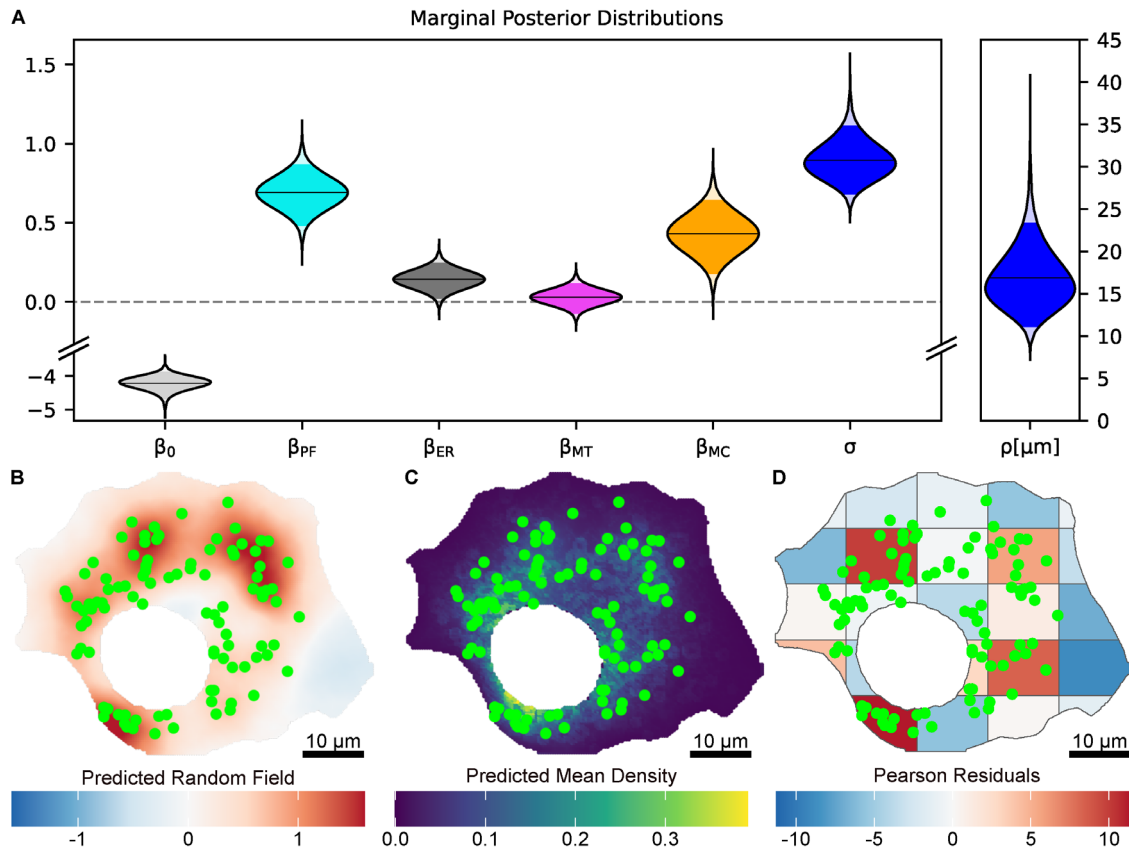 A
Marginal Posterior Distributions
1.5
1.0
0.5
0.0
−4
−5
45
40
35
30
25
20
15
10
5
0
β0 βPF βER βMT βMC σ ρ[µm]
B C D
10 µm 10 µm 10 µm
Predicted Random Field Predicted Mean Density Pearson Residuals
-1 0 1 0.0 0.1 0.2 0.3 -10 -5 0 5 10